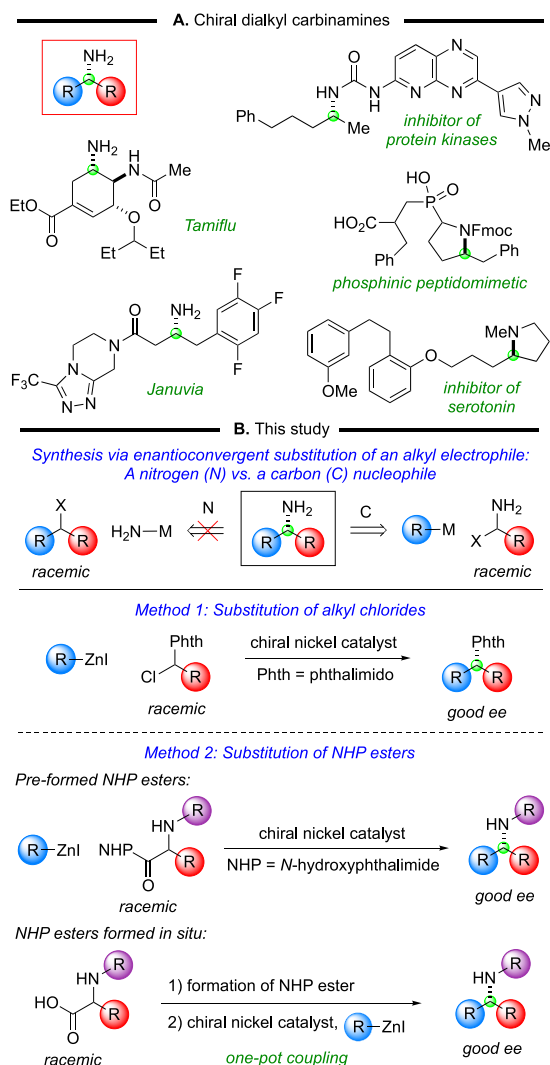 A. Chiral dialkyl carbinamines
NH2
R R
Ph
Me
H
N
O
N
H
N
N
N
N
N
Me
inhibitor of
protein kinases
NH2
H
N
Me
O
EtO
O
O
Et Et
Tamiflu
HO
O
P
HO2C
Ph
NFmoc
Ph
phosphinic peptidomimetic
F
F
F
NH2
O
N
N
F3C
N N
Januvia
OMe
O
MeN
inhibitor of
serotonin
B. This study
Synthesis via enantioconvergent substitution of an alkyl electrophile:
A nitrogen (N) vs. a carbon (C) nucleophile
X
R R
racemic
H2N–M
N
NH2
R R
C
R–M
NH2
X R
racemic
Method 1: Substitution of alkyl chlorides
R–ZnI
Phth
Cl R
racemic
chiral nickel catalyst
Phth = phthalimido
Phth
R R
good ee
Method 2: Substitution of NHP esters
Pre-formed NHP esters:
R–ZnI
HN R
NHP R
O
racemic
chiral nickel catalyst
NHP = N-hydroxyphthalimide
HN R
R R
good ee
NHP esters formed in situ:
HN R
HO R
O
racemic
1) formation of NHP ester
2) chiral nickel catalyst, R–ZnI
one-pot coupling
HN R
R R
good ee